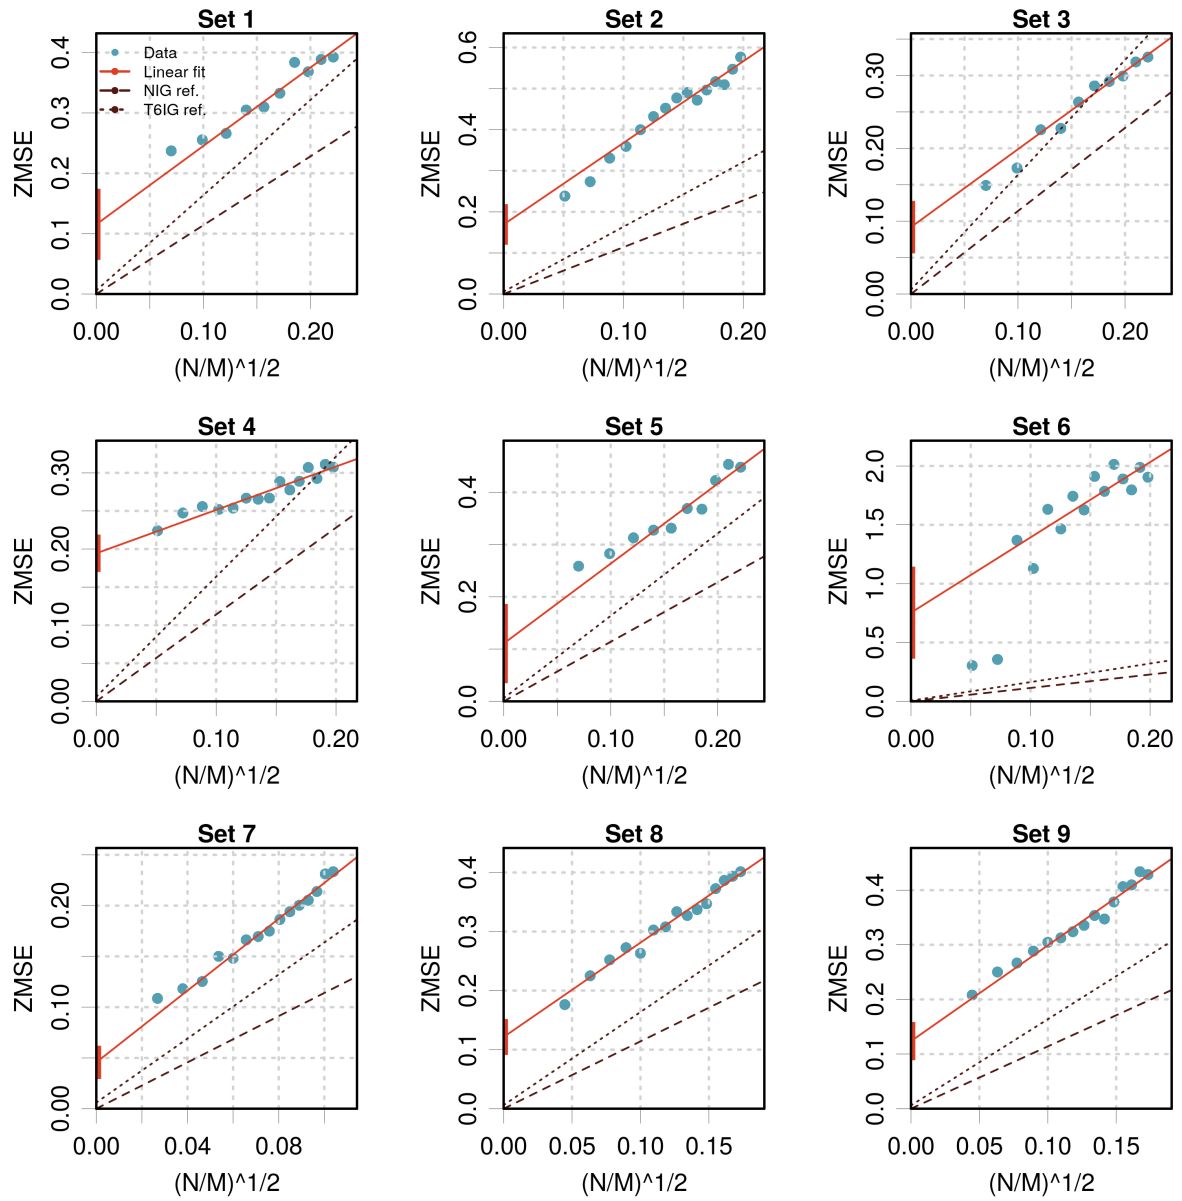 Set 1
Set 2
Set 3
ZMSE
0.0 0.1 0.2 0.3 0.4
Data
Linear fit
NIG ref.
T6IG ref.
0.00 0.10 0.20
(N/M)^1/2
ZMSE
0.0 0.2 0.4 0.6
0.00 0.10 0.20
(N/M)^1/2
ZMSE
0.00 0.10 0.20 0.30
0.00 0.10 0.20
(N/M)^1/2
Set 4
Set 5
Set 6
ZMSE
0.00 0.10 0.20 0.30
0.00 0.10 0.20
(N/M)^1/2
ZMSE
0.0 0.2 0.4
0.00 0.10 0.20
(N/M)^1/2
ZMSE
0.0 0.5 1.0 1.5 2.0
0.00 0.10 0.20
(N/M)^1/2
Set 7
Set 8
Set 9
ZMSE
0.00 0.10 0.20
0.00 0.04 0.08
(N/M)^1/2
ZMSE
0.0 0.1 0.2 0.3 0.4
0.00 0.05 0.10 0.15
(N/M)^1/2
ZMSE
0.0 0.1 0.2 0.3 0.4
0.00 0.05 0.10 0.15
(N/M)^1/2